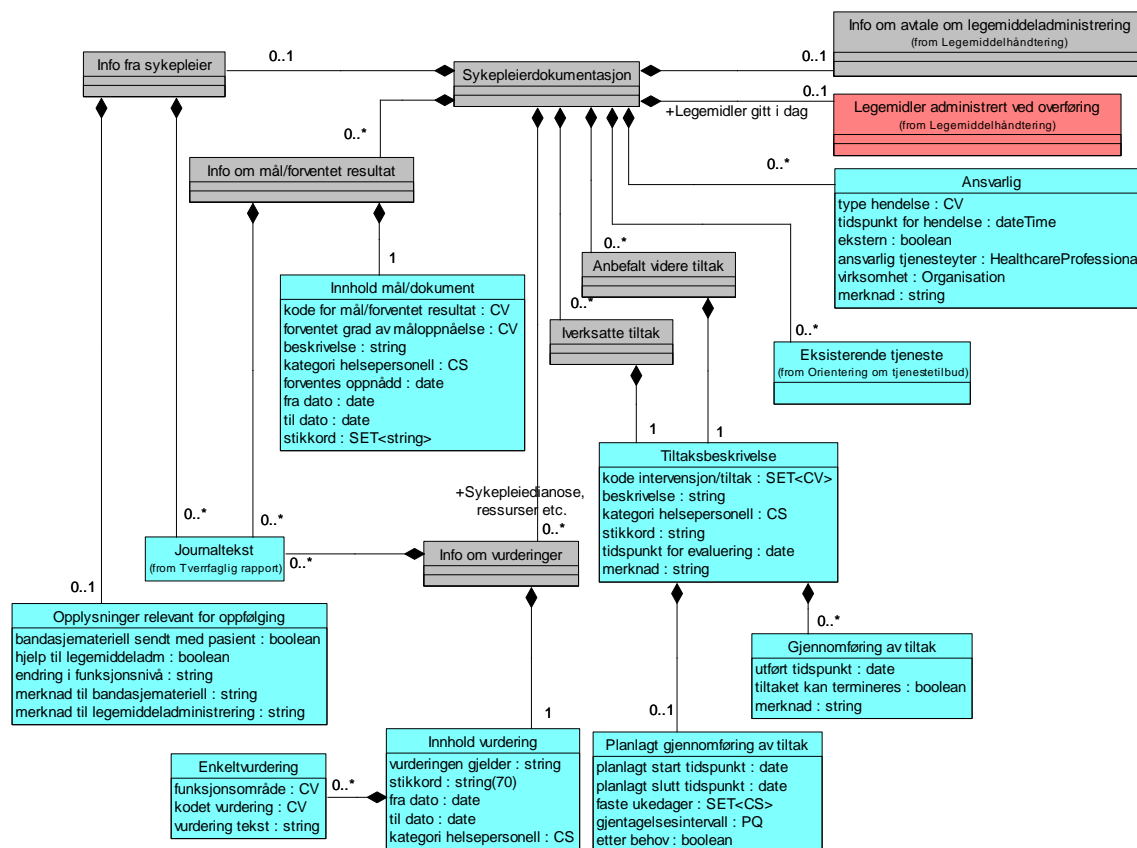 Info om avtale om legemiddeladministrering
(from Legemiddelhåndtering)
0..1
Info fra sykepleier
0..1
Sykepleierdokumentasjon
0..1
+Legemidler gitt i dag
Legemidler administrert ved overføring
(from Legemiddelhåndtering)
0..*
Info om mål/forventet resultat
0..*
Ansvarlig
type hendelse : CV
tidspunkt for hendelse : dateTime
ekstern : boolean
ansvarlig tjenesteyter : HealthcareProfessiona
virksomhet : Organisation
merknad : string
0..*
Anbefalt videre tiltak
1
Innhold mål/dokument
kode for mål/forventet resultat : CV
forventet grad av måloppnåelse : CV
beskrivelse : string
kategori helsepersonell : CS
forventes oppnådd : date
fra dato : date
til dato : date
stikkord : SET<string>
0..*
Iverksatte tiltak
0..*
Eksisterende tjeneste
(from Orientering om tjenestetilbud)
1
1
Tiltaksbeskrivelse
kode intervensjon/tiltak : SET<CV>
beskrivelse : string
kategori helsepersonell : CS
stikkord : string
tidspunkt for evaluering : date
merknad : string
+Sykepleiedianose,
ressurser etc.
0..*
0..*
0..*
Journaltekst
(from Tverrfaglig rapport)
0..*
Info om vurderinger
0..1
Opplysninger relevant for oppfølging
bandasjemateriell sendt med pasient : boolean
hjelp til legemiddeladm : boolean
endring i funksjonsnivå : string
merknad til bandasjemateriell : string
merknad til legemiddeladministrering : string
0..*
Gjennomføring av tiltak
utført tidspunkt : date
tiltaket kan termineres : boolean
merknad : string
1
0..1
Innhold vurdering
vurderingen gjelder : string
stikkord : string(70)
fra dato : date
til dato : date
kategori helsepersonell : CS
Planlagt gjennomføring av tiltak
planlagt start tidspunkt : date
planlagt slutt tidspunkt : date
faste ukedager : SET<CS>
gjentagelsesintervall : PQ
etter behov : boolean
Enkeltvurdering
funksjonsområde : CV
kodet vurdering : CV
vurdering tekst : string
0..*